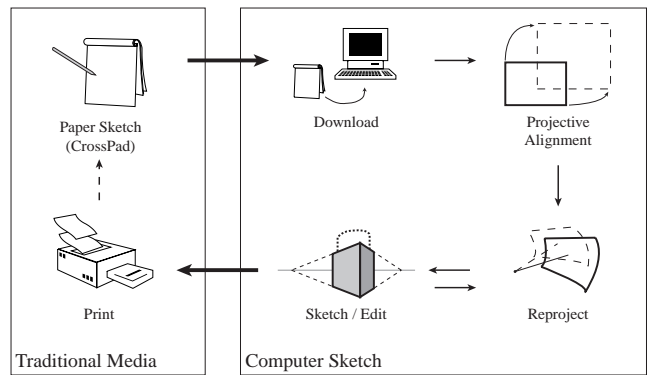 Paper Sketch
(CrossPad)
Download
Projective
Alignment
Print
Sketch / Edit
Reproject
Traditional Media
Computer Sketch